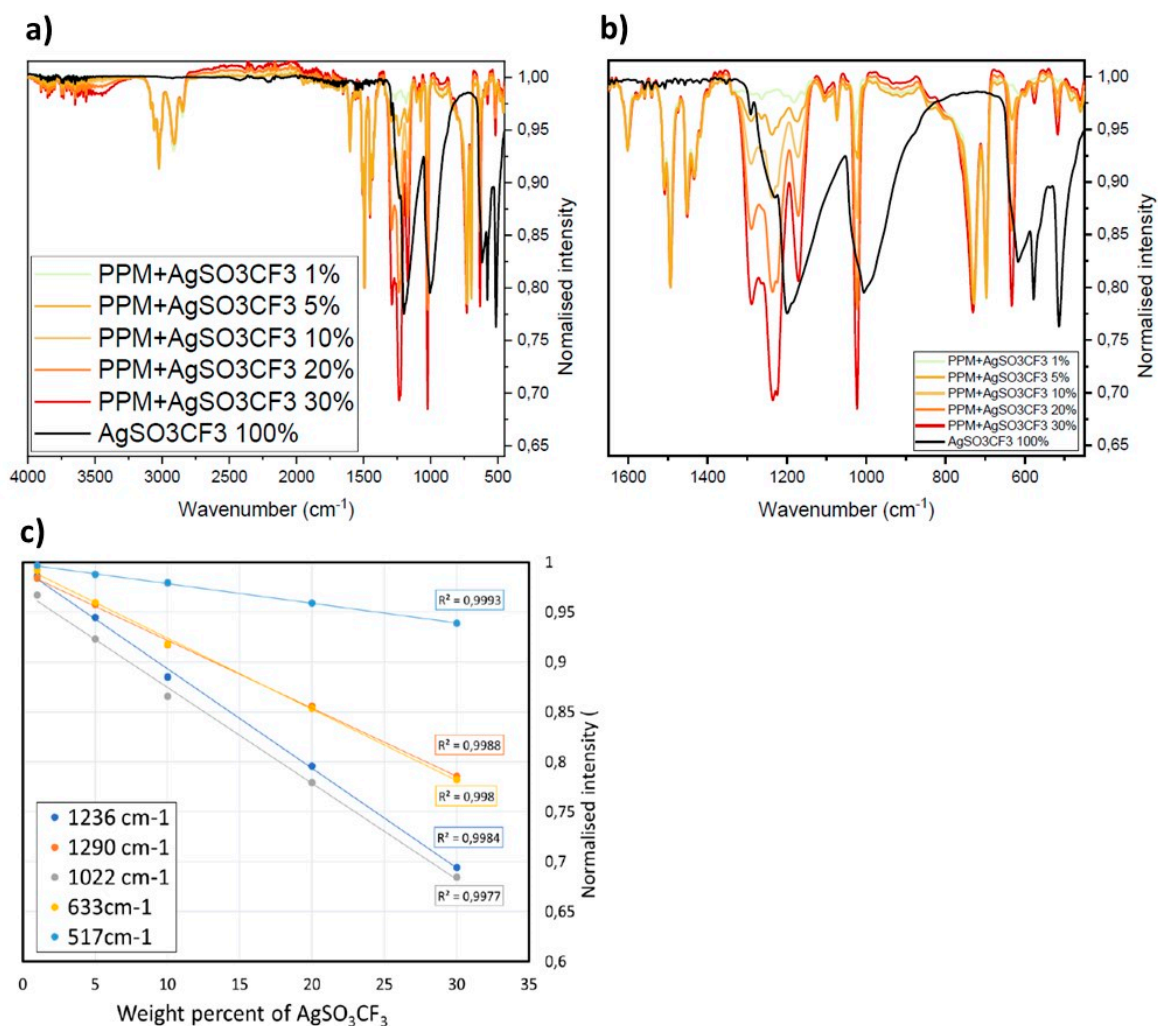 a)
1,00
0,95
0,90
0,85
0,80
0,75
0,70
0,65
Nomalised intensity
PPM+AgSO3CF3 1%
PPM+AgSO3CF3 5%
PPM+AgSO3CF3 10%
PPM+AgSO3CF3 20%
PPM+AgSO3CF3 30%
AgSO3CF3 100%
4000 3500 3000 2500 2000 1500 1000 500
Wavenumber (cm⁻¹)
b)
1,00
0,95
0,90
0,85
0,80
0,75
0,70
0,65
Normalised intensity
PPM+AgSO3CF3 1%
PPM+AgSO3CF3 5%
PPM+AgSO3CF3 10%
PPM+AgSO3CF3 20%
PPM+AgSO3CF3 30%
AgSO3CF3 100%
1600 1400 1200 1000 800 600
Wavenumber (cm⁻¹)
c)
1
0,95
0,9
0,85
0,8
0,75
0,7
0,65
0,6
Normalised intensity (
R² = 0,9993
R² = 0,9988
R² = 0,998
R² = 0,9984
R² = 0,9977
1236 cm-1
1290 cm-1
1022 cm-1
633cm-1
517cm-1
0 5 10 15 20 25 30 35
Weight percent of AgSO₃CF₃